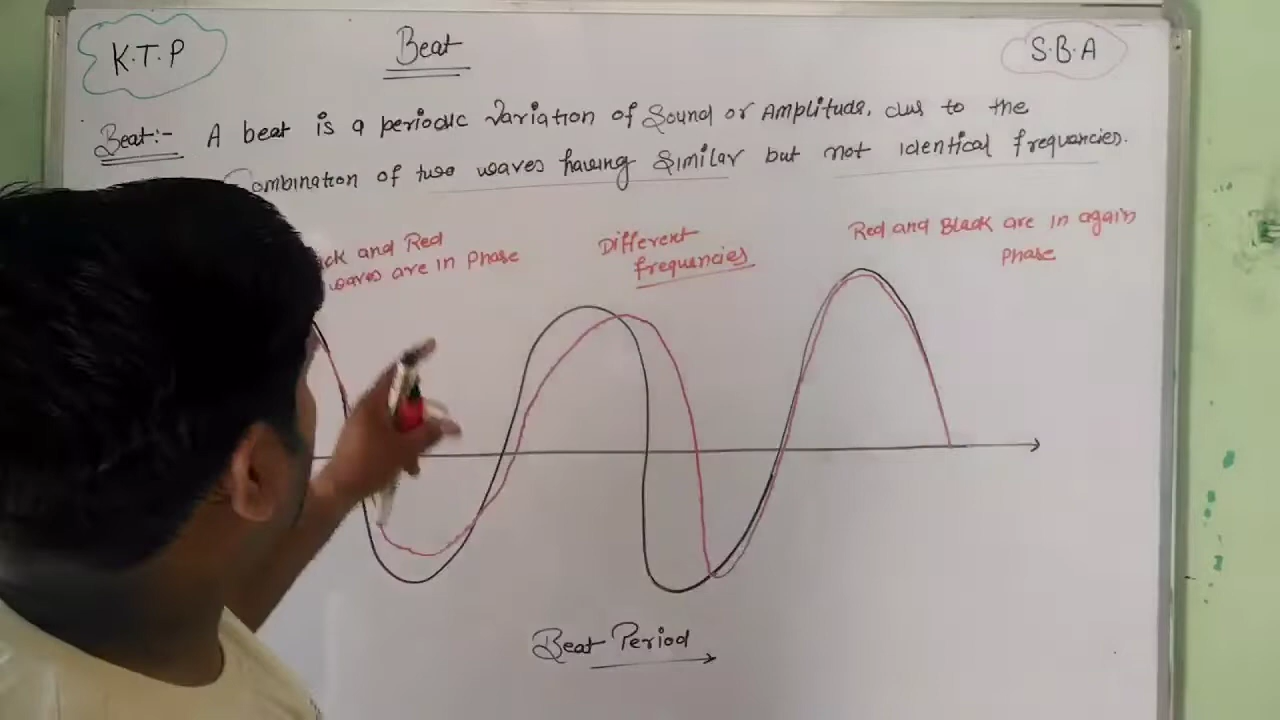 K.T.P
Beat
S.B.A
Beat:- A beat is a periodic Variation of Sound or Amplitude, due to the
Combination of two waves having Similar but not identical frequencies.
and Red
waves are in Phase
Different
frequencies
Red and Black are in again
Phase
Beat Period